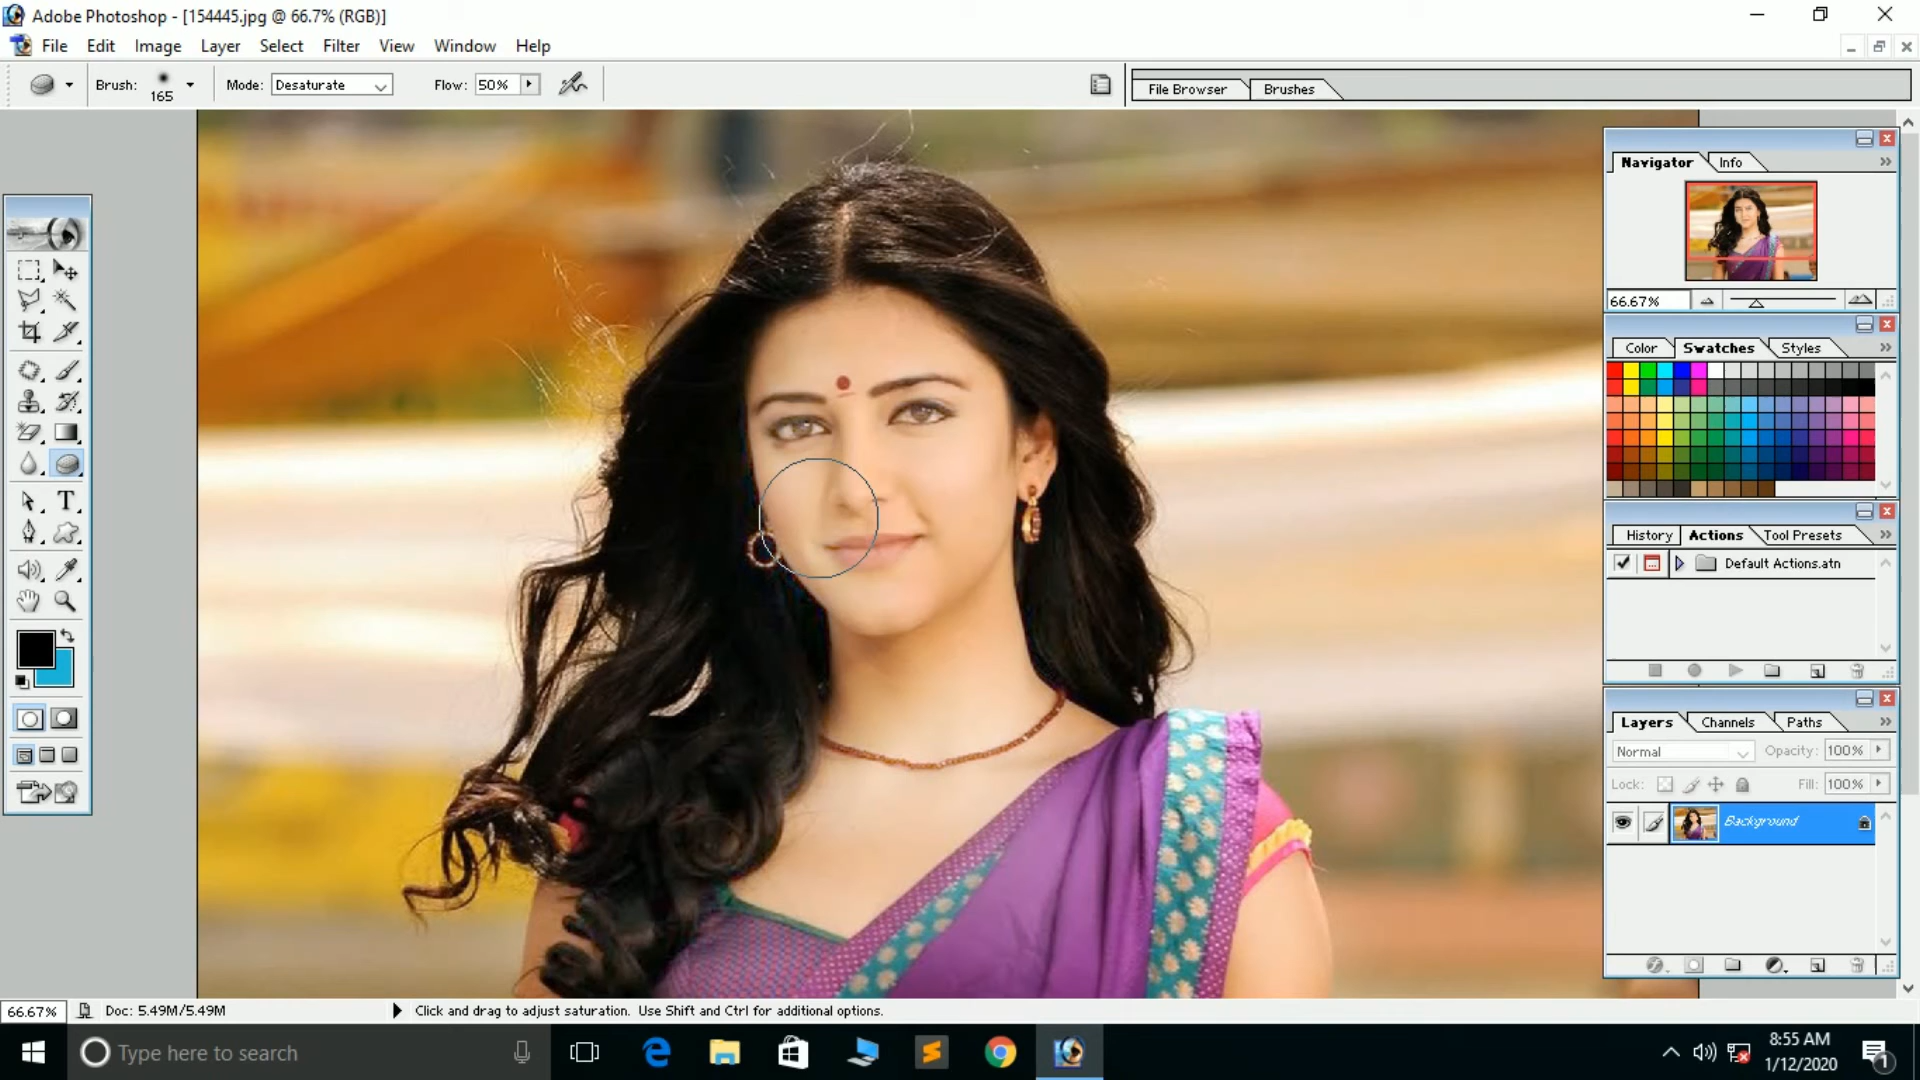 Adobe Photoshop - [154445.jpg @ 66.7% (RGB)]
File Edit Image Layer Select Filter View Window Help
Brush: 165 Mode: Desaturate Flow: 50% File Browser Brushes
Navigator Info
66.67%
Color Swatches Styles
T
History Actions Tool Presets
Default Actions.atn
Layers Channels Paths
Normal Opacity: 100%
Lock: Fill: 100%
Background
66.67% Doc: 5.49M/5.49M Click and drag to adjust saturation. Use Shift and Ctrl for additional options.
Type here to search
8:55 AM
1/12/2020
1